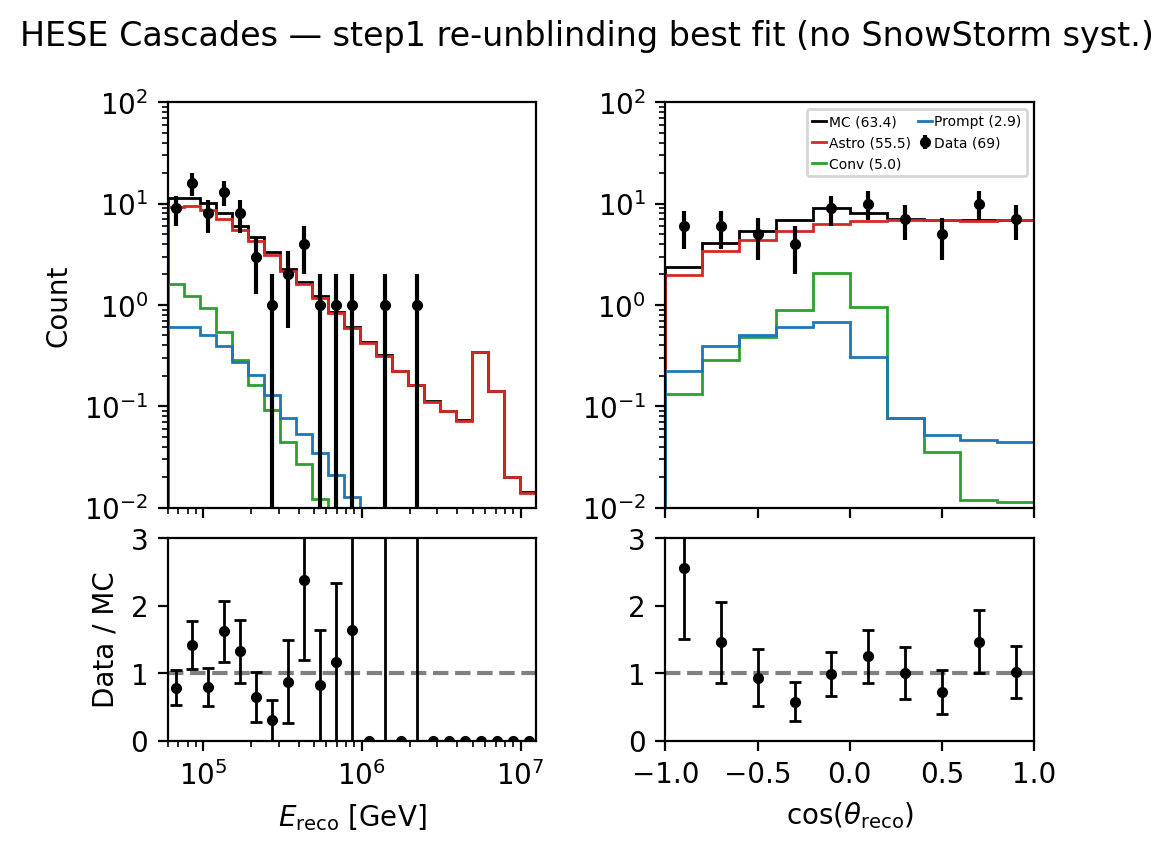 HESE Cascades — step1 re-unblinding best fit (no SnowStorm syst.)
10² 10¹ 10⁰ 10⁻¹ 10⁻²
Count
10² 10¹ 10⁰ 10⁻¹ 10⁻²
MC (63.4) Prompt (2.9)
Astro (55.5) Data (69)
Conv (5.0)
3 2 1 0
Data / MC
10⁵ 10⁶ 10⁷
E_reco [GeV]
3 2 1 0
−1.0 −0.5 0.0 0.5 1.0
cos(θ_reco)